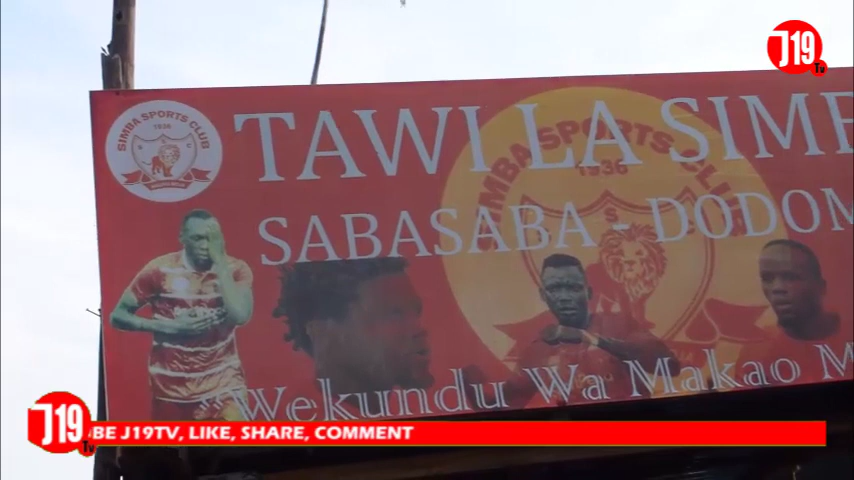 J19
Tv
SIMBA SPORTS CLUB
1936
TAWI LA SIMB
SIMBA SPORTS CLUB
1936
S
SABASABA - DODOM
Wekundu Wa Makao M
J19
Tv
BE J19TV, LIKE, SHARE, COMMENT